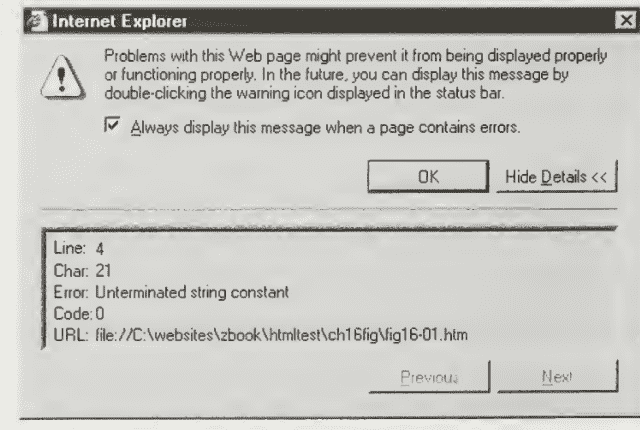 Internet Explorer
Problems with this Web page might prevent it from being displayed properly
or functioning properly. In the future, you can display this message by
double-clicking the warning icon displayed in the status bar.
Always display this message when a page contains errors.
OK
Hide Details <<
Line: 4
Char: 21
Error: Unterminated string constant
Code: 0
URL: file://C:\websites\zbook\htmltest\ch16fig\fig16-01.htm
Previous
Next